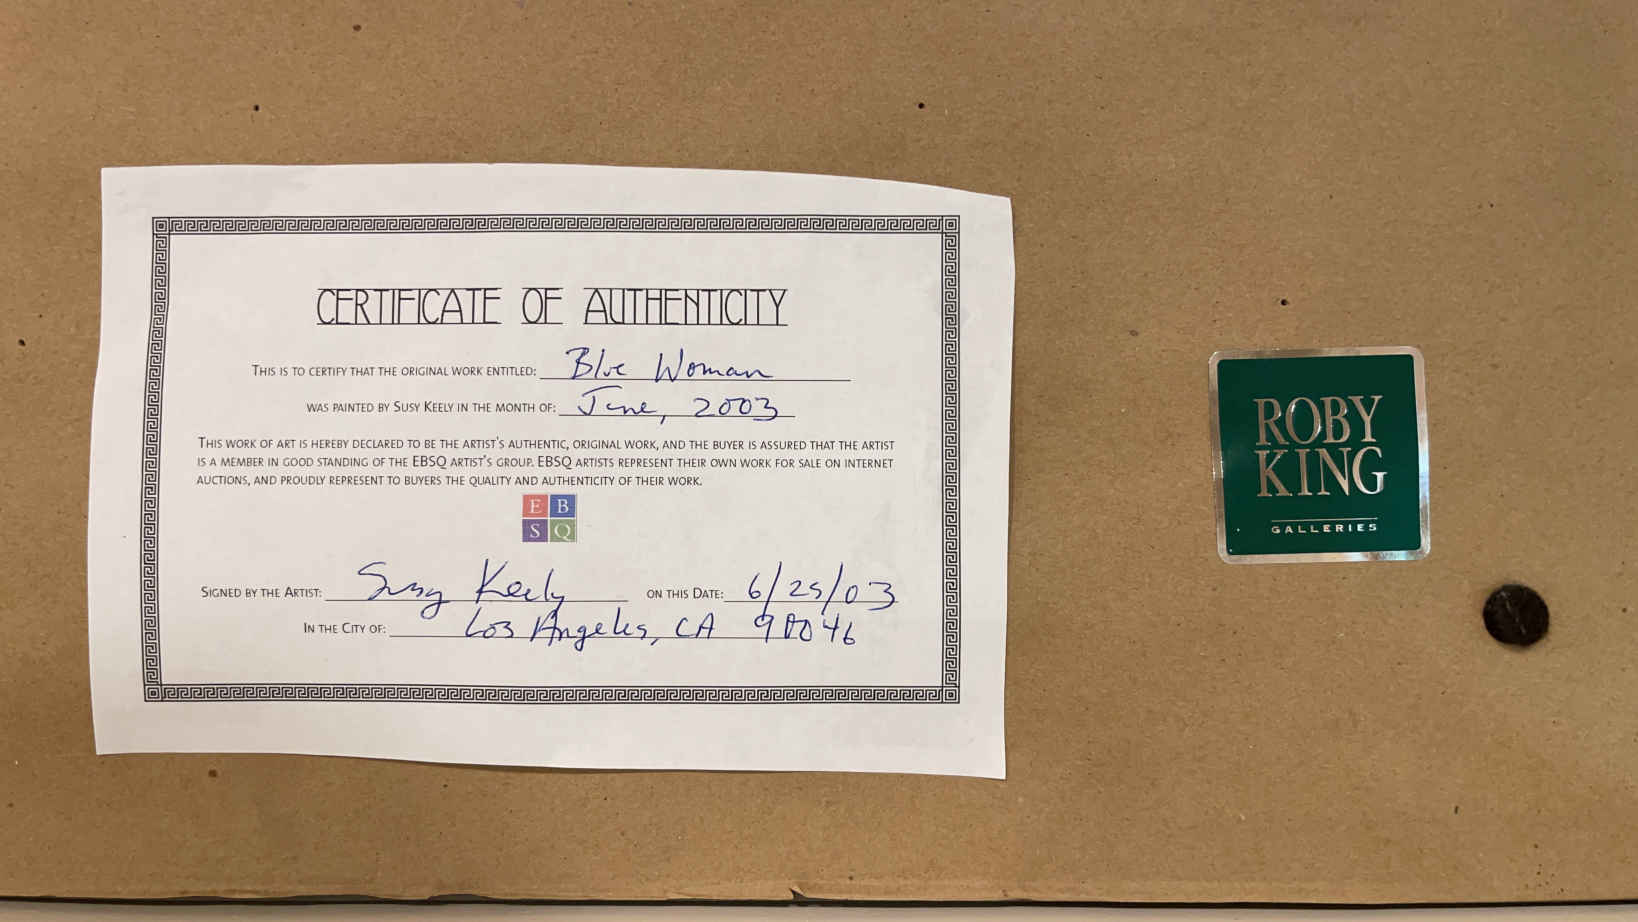 CERTIFICATE OF AUTHENTICITY
THIS IS TO CERTIFY THAT THE ORIGINAL WORK ENTITLED: Blue Woman
WAS PAINTED BY SUSY KEELY IN THE MONTH OF: June, 2003
THIS WORK OF ART IS HEREBY DECLARED TO BE THE ARTIST'S AUTHENTIC, ORIGINAL WORK, AND THE BUYER IS ASSURED THAT THE ARTIST
IS A MEMBER IN GOOD STANDING OF THE EBSQ ARTIST'S GROUP. EBSQ ARTISTS REPRESENT THEIR OWN WORK FOR SALE ON INTERNET
AUCTIONS, AND PROUDLY REPRESENT TO BUYERS THE QUALITY AND AUTHENTICITY OF THEIR WORK.
E B
S Q
SIGNED BY THE ARTIST: Susy Keely ON THIS DATE: 6/25/03
IN THE CITY OF: Los Angeles, CA 90046
ROBY
KING
GALLERIES